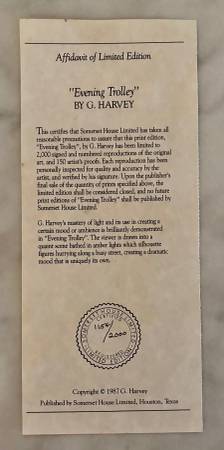 Affidavit of Limited Edition
"Evening Trolley"
BY G. HARVEY
This certifies that Somerset House Limited has taken all
reasonable precautions to assure that this print edition,
"Evening Trolley", by G. Harvey has been limited to
2,000 signed and numbered reproductions of the original
art, and 150 artist's proofs. Each reproduction has been
personally inspected for quality and accuracy by the
artist, and verified by his signature. Upon the publisher's
final sale of the quantity of prints specified above, the
limited edition shall be considered closed, and no future
print editions of "Evening Trolley" shall be published by
Somerset House Limited.
G. Harvey's mastery of light and its use in creating a
certain mood or ambience is brilliantly demonstrated
in "Evening Trolley". The viewer is drawn into a
quaint scene bathed in amber lights which silhouette
figures hurrying along a busy street, creating a dramatic
mood that is uniquely its own.
SOMERSET HOUSE LIMITED
CERTIFIED
/2000
LIMITED EDITION
Copyright © 1987 G. Harvey
Published by Somerset House Limited, Houston, Texas